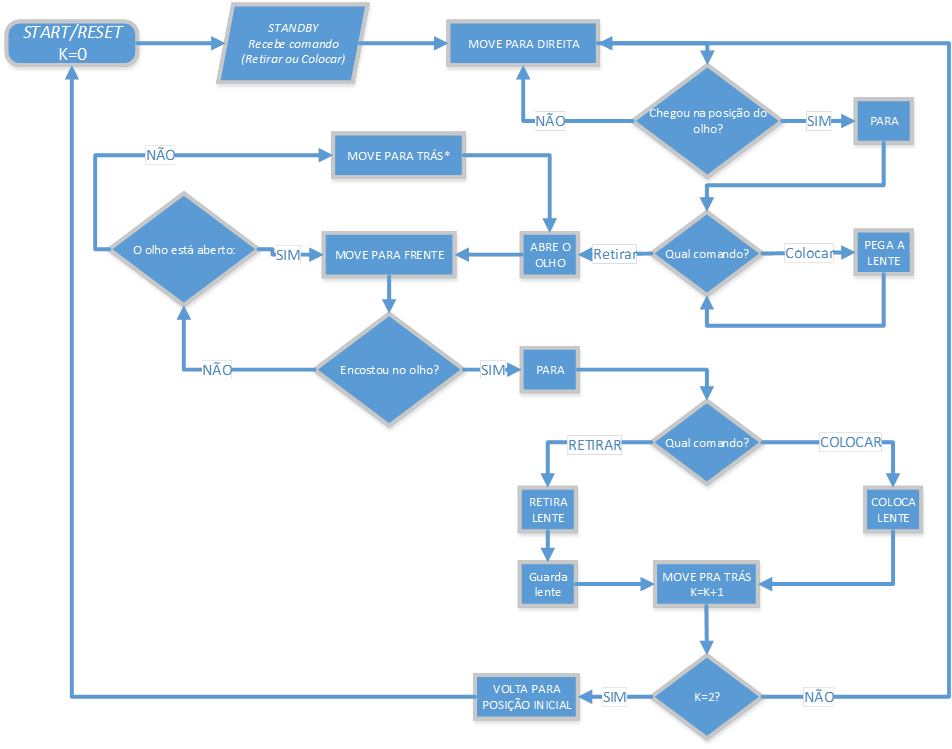 START/RESET
K=0
STANDBY
Recebe comando
(Retirar ou Colocar)
MOVE PARA DIREITA
Chegou na posição do
olho?
NÃO
SIM
PARA
NÃO
MOVE PARA TRÁS*
O olho está aberto:
SIM
MOVE PARA FRENTE
ABRE O
OLHO
Retirar
Qual comando?
Colocar
PEGA A
LENTE
NÃO
Encostou no olho?
SIM
PARA
Qual comando?
RETIRAR
COLOCAR
RETIRA
LENTE
COLOCA
LENTE
Guarda
lente
MOVE PRA TRÁS
K=K+1
VOLTA PARA
POSIÇÃO INICIAL
SIM
K=2?
NÃO